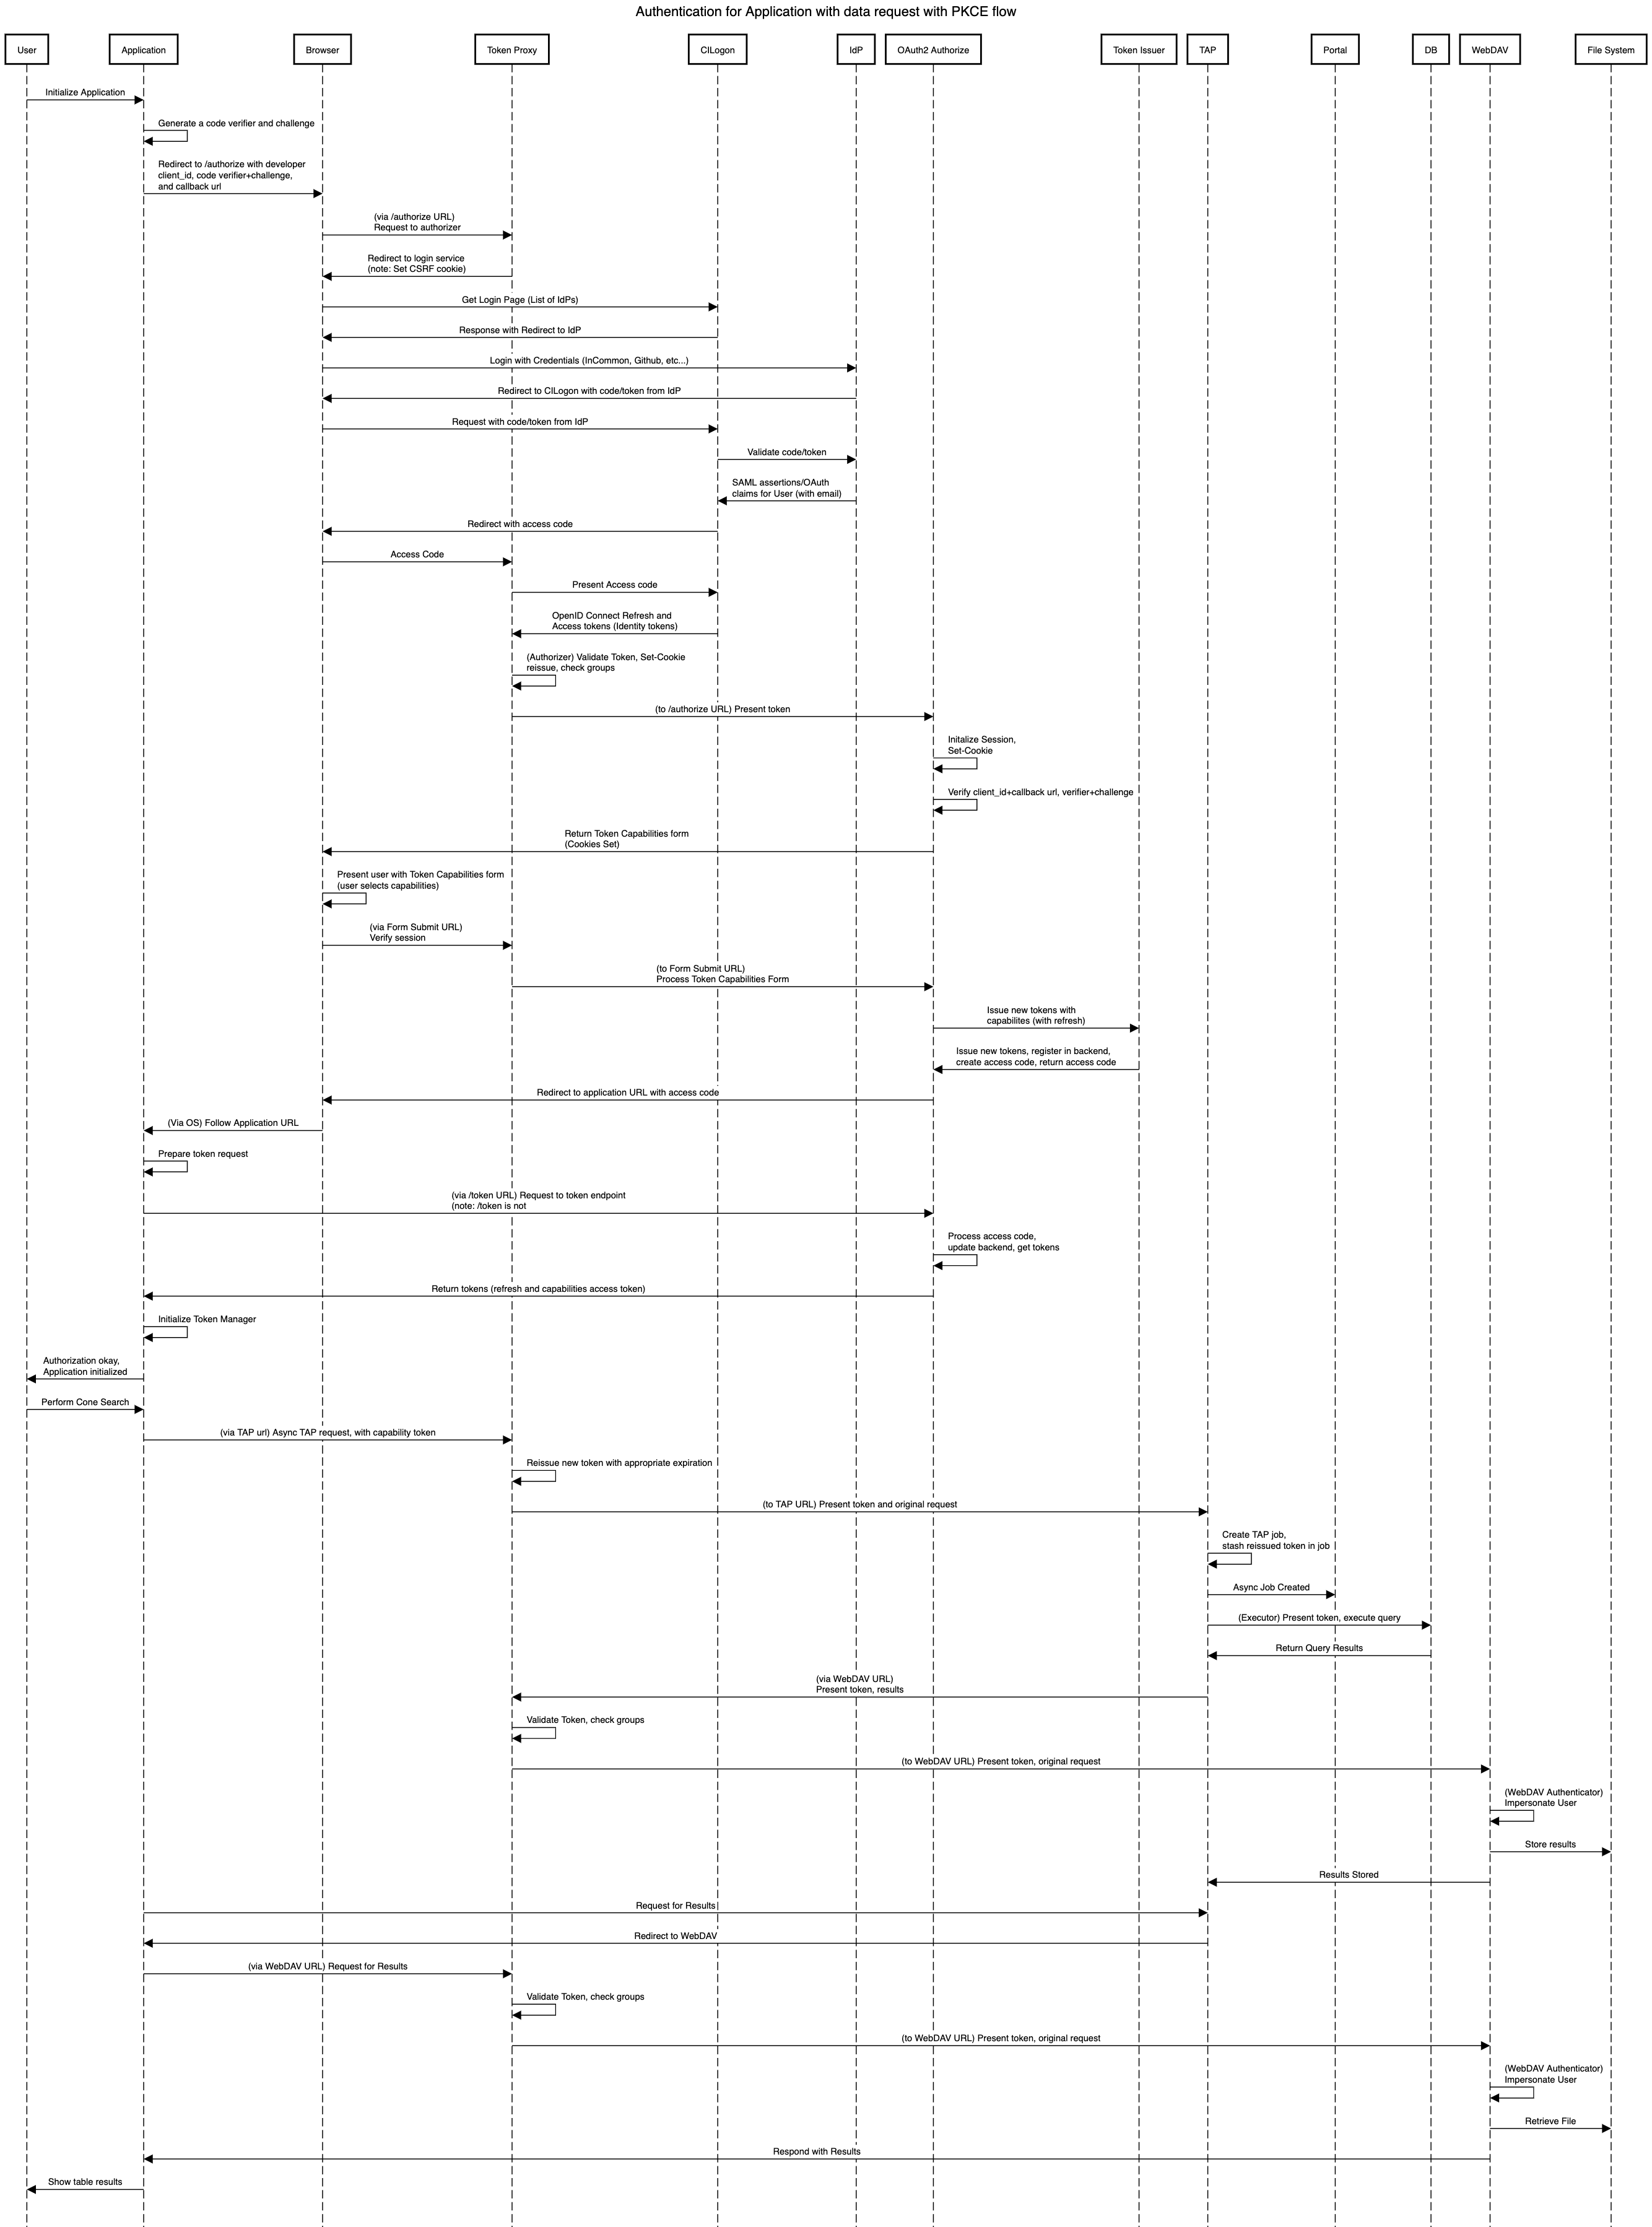 Authentication for Application with data request with PKCE flow
User
Application
Browser
Token Proxy
CILogon
IdP
OAuth2 Authorize
Token Issuer
TAP
Portal
DB
WebDAV
File System
Initialize Application
Generate a code verifier and challenge
Redirect to /authorize with developer
client_id, code verifier+challenge,
and callback url
(via /authorize URL)
Request to authorizer
Redirect to login service
(note: Set CSRF cookie)
Get Login Page (List of IdPs)
Response with Redirect to IdP
Login with Credentials (InCommon, Github, etc...)
Redirect to CILogon with code/token from IdP
Request with code/token from IdP
Validate code/token
SAML assertions/OAuth
claims for User (with email)
Redirect with access code
Access Code
Present Access code
OpenID Connect Refresh and
Access tokens (Identity tokens)
(Authorizer) Validate Token, Set-Cookie
reissue, check groups
(to /authorize URL) Present token
Initalize Session,
Set-Cookie
Verify client_id+callback url, verifier+challenge
Return Token Capabilities form
(Cookies Set)
Present user with Token Capabilities form
(user selects capabilities)
(via Form Submit URL)
Verify session
(to Form Submit URL)
Process Token Capabilities Form
Issue new tokens with
capabilites (with refresh)
Issue new tokens, register in backend,
create access code, return access code
Redirect to application URL with access code
(Via OS) Follow Application URL
Prepare token request
(via /token URL) Request to token endpoint
(note: /token is not
Process access code,
update backend, get tokens
Return tokens (refresh and capabilities access token)
Initialize Token Manager
Authorization okay,
Application initialized
Perform Cone Search
(via TAP url) Async TAP request, with capability token
Reissue new token with appropriate expiration
(to TAP URL) Present token and original request
Create TAP job,
stash reissued token in job
Async Job Created
(Executor) Present token, execute query
Return Query Results
(via WebDAV URL)
Present token, results
Validate Token, check groups
(to WebDAV URL) Present token, original request
(WebDAV Authenticator)
Impersonate User
Store results
Results Stored
Request for Results
Redirect to WebDAV
(via WebDAV URL) Request for Results
Validate Token, check groups
(to WebDAV URL) Present token, original request
(WebDAV Authenticator)
Impersonate User
Retrieve File
Respond with Results
Show table results